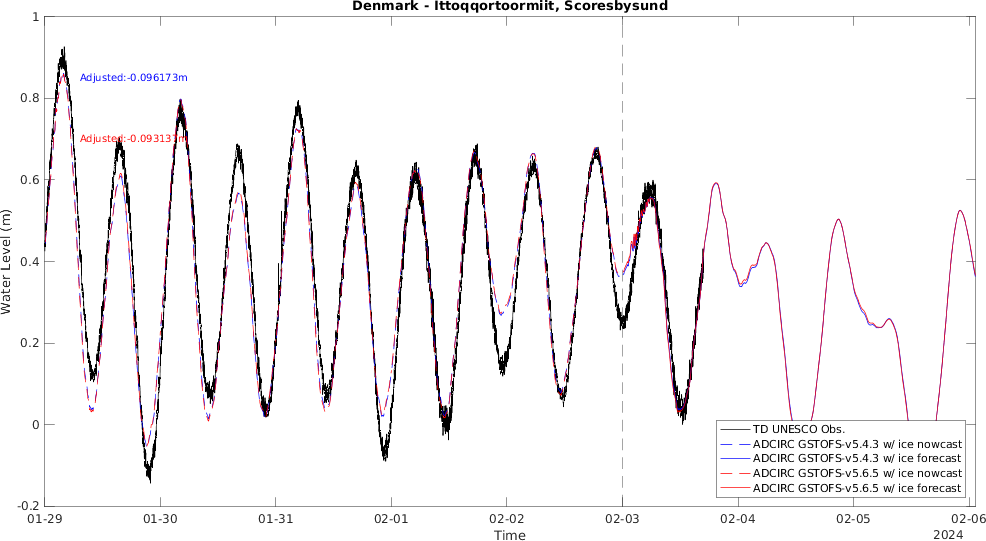 Denmark - Ittoqqortoormiit, Scoresbysund
1
0.8
0.6
0.4
0.2
0
-0.2
Water Level (m)
Adjusted:-0.096173m
Adjusted:-0.093131m
TD UNESCO Obs.
ADCIRC GSTOFS-v5.4.3 w/ ice nowcast
ADCIRC GSTOFS-v5.4.3 w/ ice forecast
ADCIRC GSTOFS-v5.6.5 w/ ice nowcast
ADCIRC GSTOFS-v5.6.5 w/ ice forecast
01-29 01-30 01-31 02-01 02-02 02-03 02-04 02-05 02-06
Time
2024